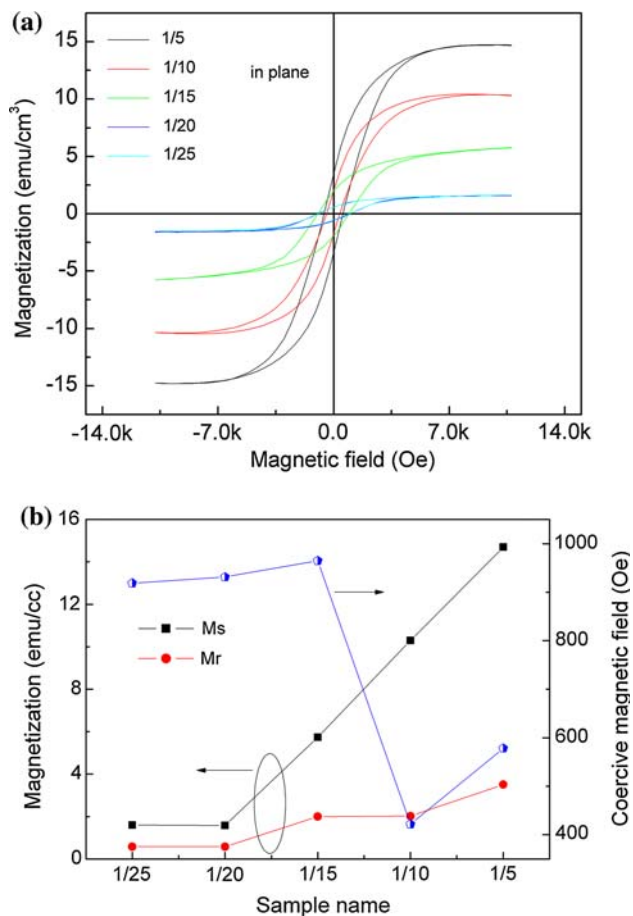 (a)
15
10
5
0
-5
-10
-15
Magnetization (emu/cm³)
1/5
1/10
1/15
1/20
1/25
in plane
-14.0k -7.0k 0.0 7.0k 14.0k
Magnetic field (Oe)
(b)
16
12
8
4
0
Magnetization (emu/cc)
Ms
Mr
1000
800
600
400
Coercive magnetic field (Oe)
1/25 1/20 1/15 1/10 1/5
Sample name